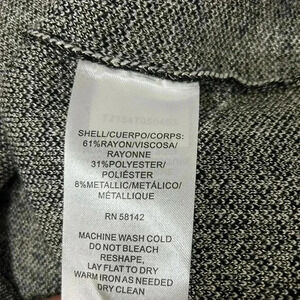 SHELL/CUERPO/CORPS:
61%RAYON/VISCOSA/
RAYONNE
31%POLYESTER/
POLIÉSTER
8%METALLIC/METÁLICO/
MÉTALLIQUE
RN 58142
MACHINE WASH COLD
DO NOT BLEACH
RESHAPE,
LAY FLAT TO DRY
WARM IRON AS NEEDED
DRY CLEAN